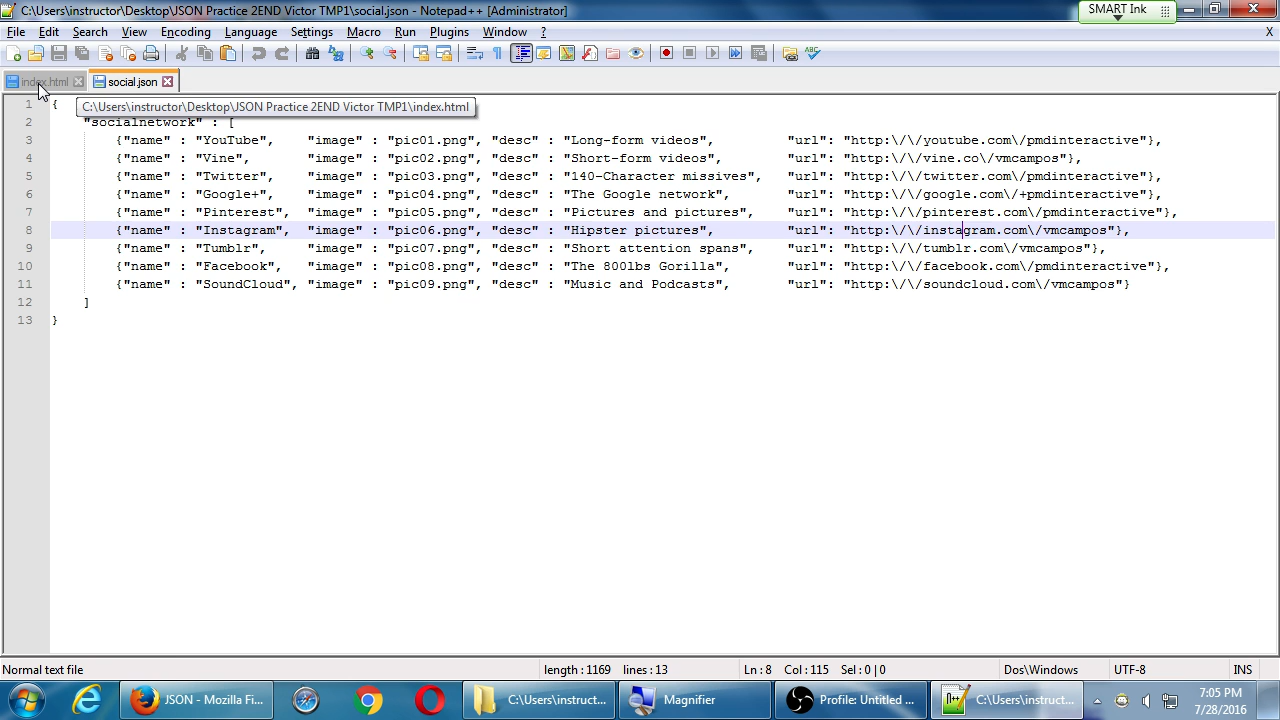 C:\Users\instructor\Desktop\JSON Practice 2END Victor TMP1\social.json - Notepad++ [Administrator]
SMART Ink
File Edit Search View Encoding Language Settings Macro Run Plugins Window ? X
index.html social.json
C:\Users\instructor\Desktop\JSON Practice 2END Victor TMP1\index.html
1 {
2 "socialnetwork" : [
3 {"name" : "YouTube", "image" : "pic01.png", "desc" : "Long-form videos", "url": "http:\/\/youtube.com\/pmdinteractive"},
4 {"name" : "Vine", "image" : "pic02.png", "desc" : "Short-form videos", "url": "http:\/\/vine.co\/vmcampos"},
5 {"name" : "Twitter", "image" : "pic03.png", "desc" : "140-Character missives", "url": "http:\/\/twitter.com\/pmdinteractive"},
6 {"name" : "Google+", "image" : "pic04.png", "desc" : "The Google network", "url": "http:\/\/google.com\/+pmdinteractive"},
7 {"name" : "Pinterest", "image" : "pic05.png", "desc" : "Pictures and pictures", "url": "http:\/\/pinterest.com\/pmdinteractive"},
8 {"name" : "Instagram", "image" : "pic06.png", "desc" : "Hipster pictures", "url": "http:\/\/instagram.com\/vmcampos"},
9 {"name" : "Tumblr", "image" : "pic07.png", "desc" : "Short attention spans", "url": "http:\/\/tumblr.com\/vmcampos"},
10 {"name" : "Facebook", "image" : "pic08.png", "desc" : "The 800lbs Gorilla", "url": "http:\/\/facebook.com\/pmdinteractive"},
11 {"name" : "SoundCloud", "image" : "pic09.png", "desc" : "Music and Podcasts", "url": "http:\/\/soundcloud.com\/vmcampos"}
12 ]
13 }
Normal text file length : 1169 lines : 13 Ln : 8 Col : 115 Sel : 0 | 0 Dos\Windows UTF-8 INS
JSON - Mozilla Fi... C:\Users\instruct... Magnifier Profile: Untitled ... C:\Users\instruct... 7:05 PM
7/28/2016